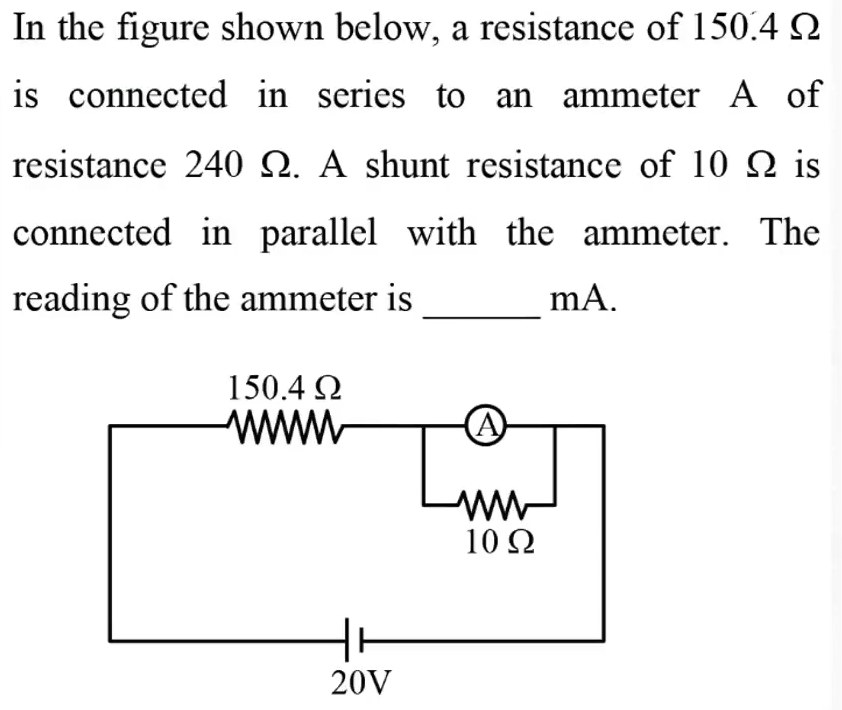 In the figure shown below, a resistance of 150.4 Ω
is connected in series to an ammeter A of
resistance 240 Ω. A shunt resistance of 10 Ω is
connected in parallel with the ammeter. The
reading of the ammeter is ______ mA.
150.4 Ω
A
10 Ω
20V